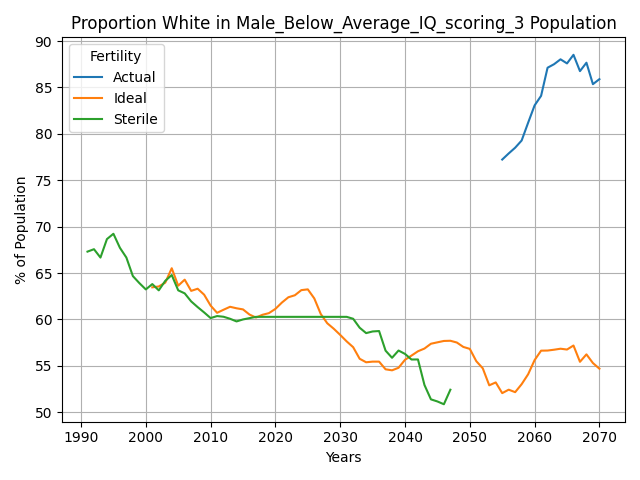 Proportion White in Male_Below_Average_IQ_scoring_3 Population
Fertility
Actual
Ideal
Sterile
% of Population
90
85
80
75
70
65
60
55
50
1990 2000 2010 2020 2030 2040 2050 2060 2070
Years